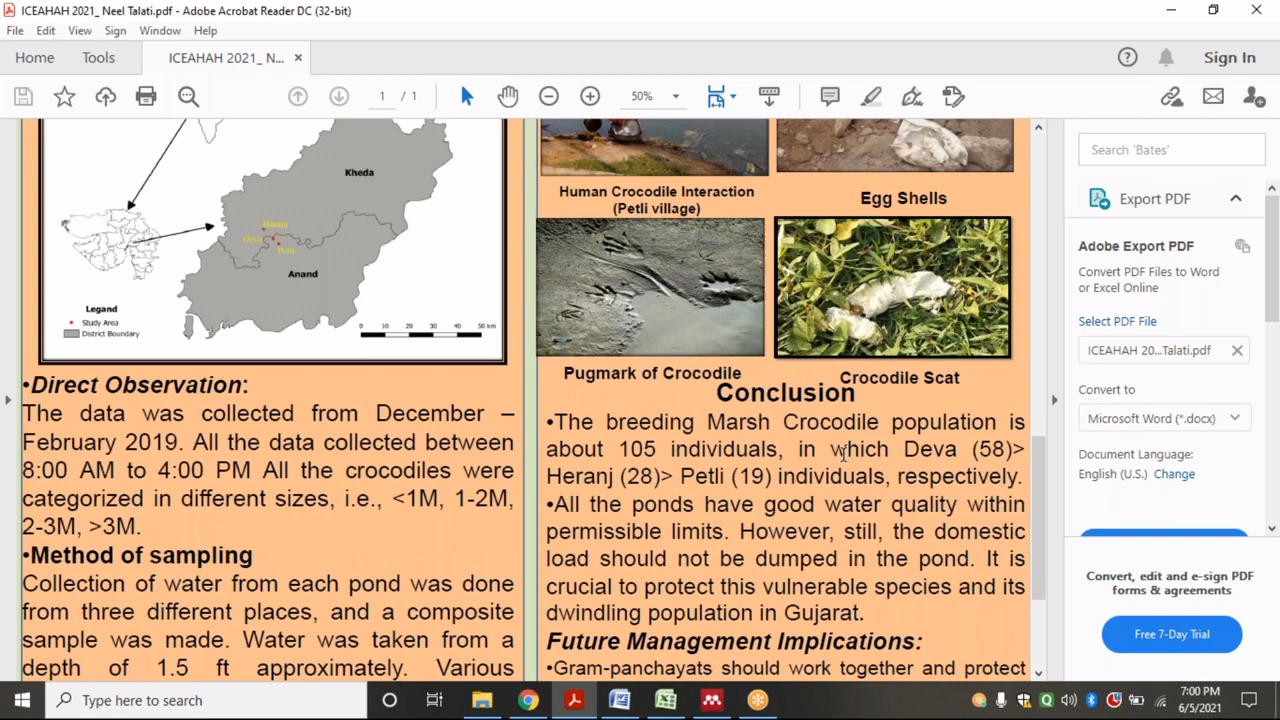 ICEAHAH 2021_ Neel Talati.pdf - Adobe Acrobat Reader DC (32-bit)
File Edit View Sign Window Help
Home Tools ICEAHAH 2021_ N... ×
Sign In
1 / 1
50%
Kheda
Heranj
Deva
Petli
Anand
Legand
Study Area
District Boundary
0 10 20 30 40 50 km
•Direct Observation:
The data was collected from December –
February 2019. All the data collected between
8:00 AM to 4:00 PM All the crocodiles were
categorized in different sizes, i.e., <1M, 1-2M,
2-3M, >3M.
•Method of sampling
Collection of water from each pond was done
from three different places, and a composite
sample was made. Water was taken from a
depth of 1.5 ft approximately. Various
Human Crocodile Interaction
(Petli village)
Egg Shells
Pugmark of Crocodile
Crocodile Scat
Conclusion
•The breeding Marsh Crocodile population is
about 105 individuals, in which Deva (58)>
Heranj (28)> Petli (19) individuals, respectively.
•All the ponds have good water quality within
permissible limits. However, still, the domestic
load should not be dumped in the pond. It is
crucial to protect this vulnerable species and its
dwindling population in Gujarat.
Future Management Implications:
•Gram-panchayats should work together and protect
Search 'Bates'
Export PDF
Adobe Export PDF
Convert PDF Files to Word
or Excel Online
Select PDF File
ICEAHAH 20...Talati.pdf
Convert to
Microsoft Word (*.docx)
Document Language:
English (U.S.) Change
Convert, edit and e-sign PDF
forms & agreements
Free 7-Day Trial
Type here to search
7:00 PM
6/5/2021